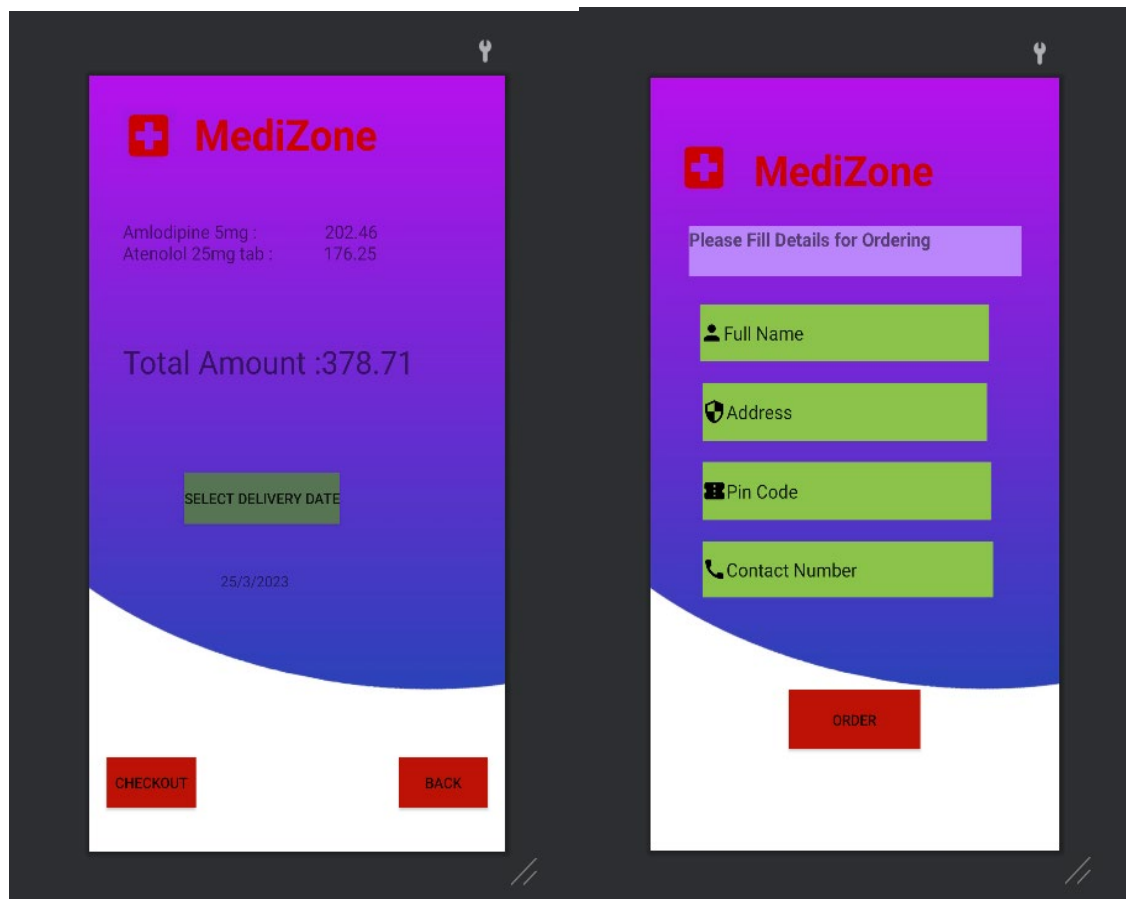 MediZone
Amlodipine 5mg : 202.46
Atenolol 25mg tab : 176.25
Total Amount :378.71
SELECT DELIVERY DATE
25/3/2023
CHECKOUT
BACK
MediZone
Please Fill Details for Ordering
Full Name
Address
Pin Code
Contact Number
ORDER